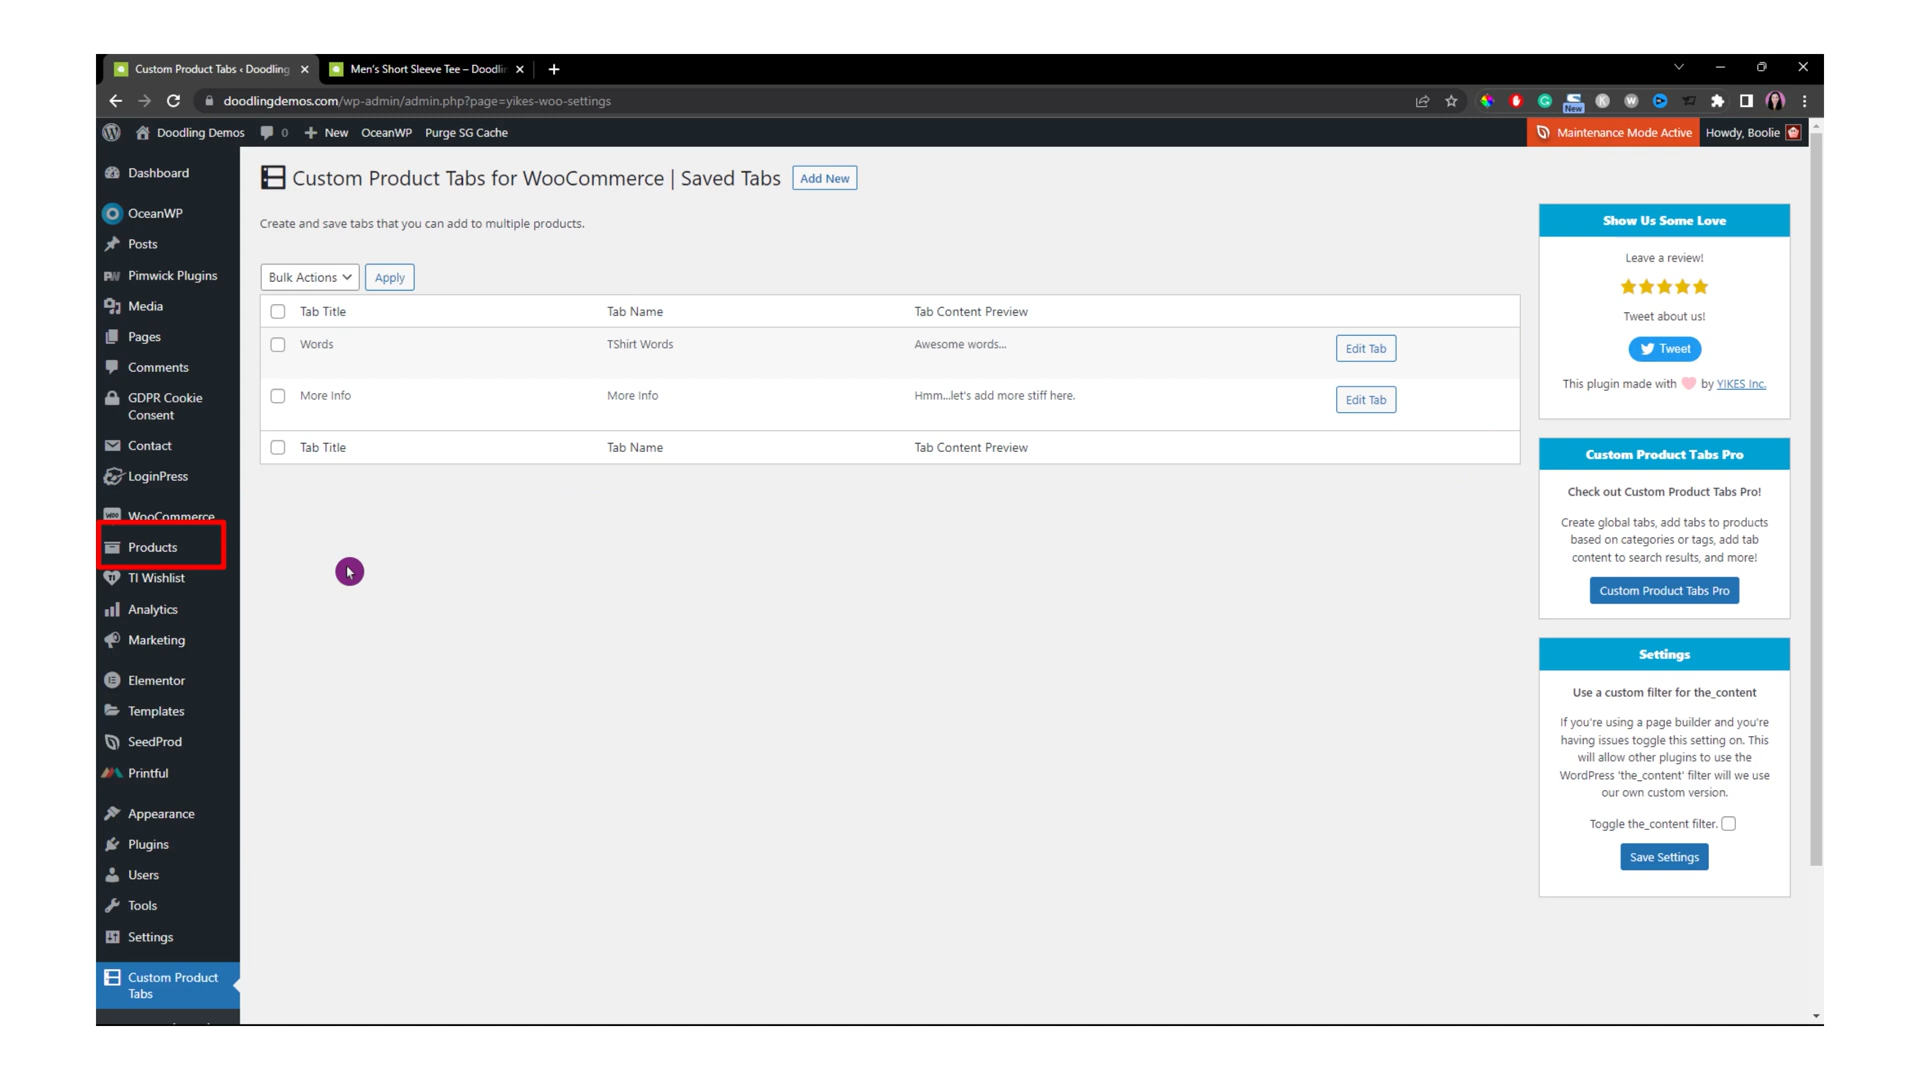 Custom Product Tabs ‹ Doodling
Men's Short Sleeve Tee – Doodli
doodlingdemos.com/wp-admin/admin.php?page=yikes-woo-settings
New
Doodling Demos
0
New
OceanWP
Purge SG Cache
Maintenance Mode Active
Howdy, Boolie
Dashboard
OceanWP
Posts
Pimwick Plugins
Media
Pages
Comments
GDPR Cookie
Consent
Contact
LoginPress
WooCommerce
Products
TI Wishlist
Analytics
Marketing
Elementor
Templates
SeedProd
Printful
Appearance
Plugins
Users
Tools
Settings
Custom Product
Tabs
Custom Product Tabs for WooCommerce | Saved Tabs
Add New
Create and save tabs that you can add to multiple products.
Bulk Actions
Apply
Tab Title Tab Name Tab Content Preview
Words TShirt Words Awesome words... Edit Tab
More Info More Info Hmm...let's add more stiff here. Edit Tab
Tab Title Tab Name Tab Content Preview
Show Us Some Love
Leave a review!
Tweet about us!
Tweet
This plugin made with by YIKES Inc.
Custom Product Tabs Pro
Check out Custom Product Tabs Pro!
Create global tabs, add tabs to products
based on categories or tags, add tab
content to search results, and more!
Custom Product Tabs Pro
Settings
Use a custom filter for the_content
If you're using a page builder and you're
having issues toggle this setting on. This
will allow other plugins to use the
WordPress 'the_content' filter will we use
our own custom version.
Toggle the_content filter.
Save Settings